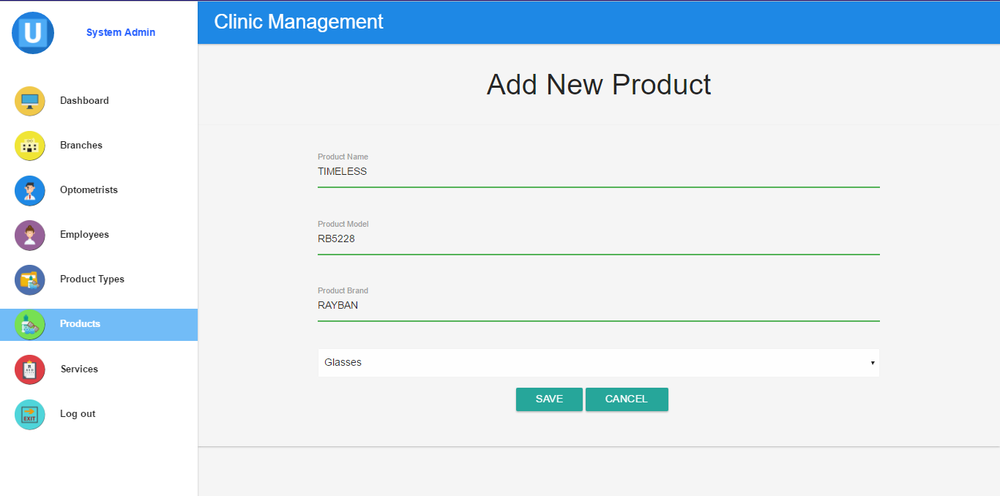 U
System Admin
Clinic Management
Dashboard
Branches
Optometrists
Employees
Product Types
Products
Services
EXIT
Log out
Add New Product
Product Name
TIMELESS
Product Model
RB5228
Product Brand
RAYBAN
Glasses
SAVE
CANCEL